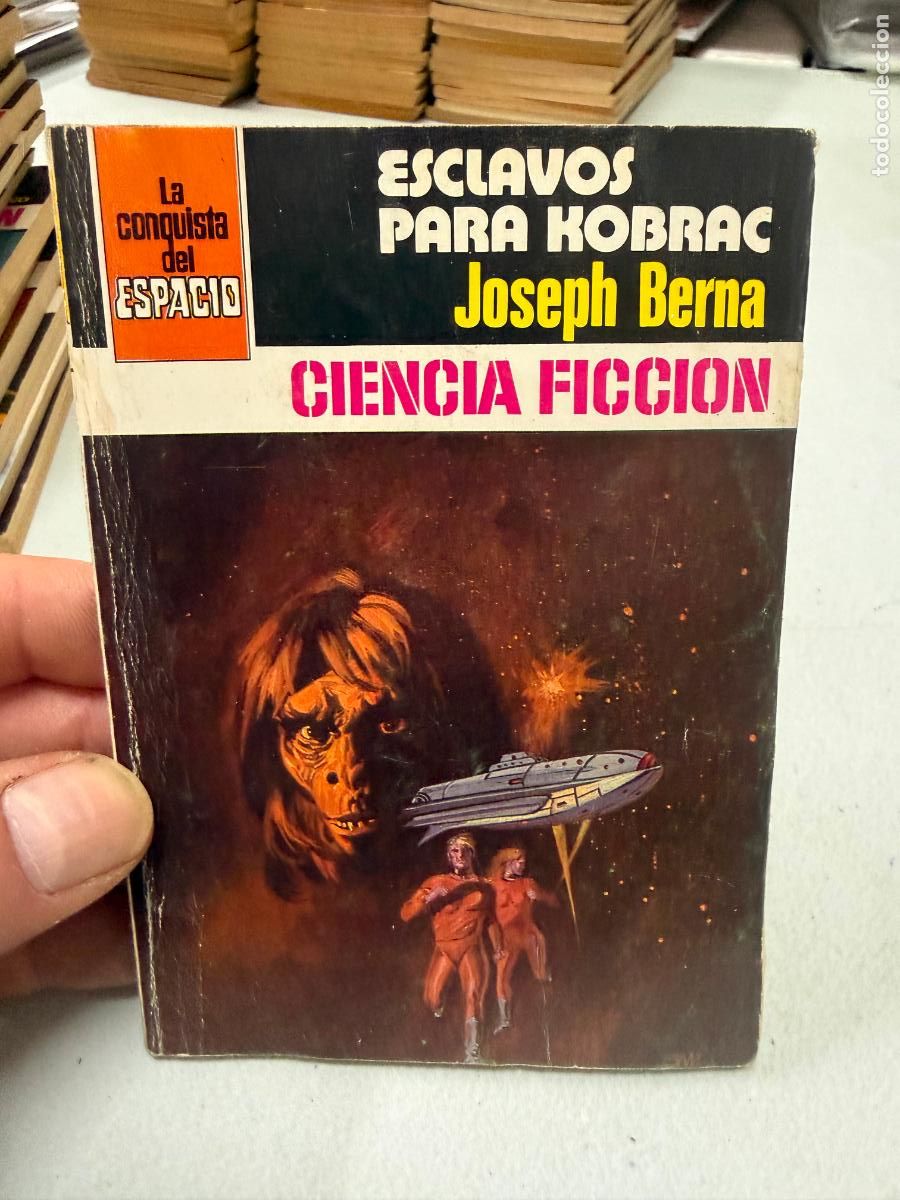 La
conquista
del
ESPACIO
ESCLAVOS
PARA KOBRAC
Joseph Berna
CIENCIA FICCION
todocoleccion